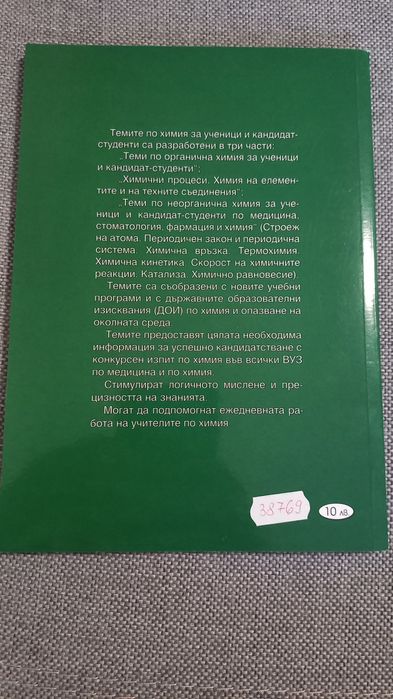 Темите по химия за ученици и кандидат-
студенти са разработени в три части:
„Теми по органична химия за ученици
и кандидат-студенти“;
„Химични процеси. Химия на елемен-
тите и на техните съединения“;
„Теми по неорганична химия за уче-
ници и кандидат-студенти по медицина,
стоматология, фармация и химия“ (Строеж
на атома. Периодичен закон и периодична
система. Химична връзка. Термохимия.
Химична кинетика. Скорост на химичните
реакции. Катализа. Химично равновесие).
Темите са съобразени с новите учебни
програми и с държавните образователни
изисквания (ДОИ) по химия и опазване на
околната среда.
Темите предоставят цялата необходима
информация за успешно кандидатстване с
конкурсен изпит по химия във всички ВУЗ
по медицина и по химия.
Стимулират логичното мислене и пре-
цизността на знанията.
Могат да подпомогнат ежедневната ра-
бота на учителите по химия
38769
10 лв.